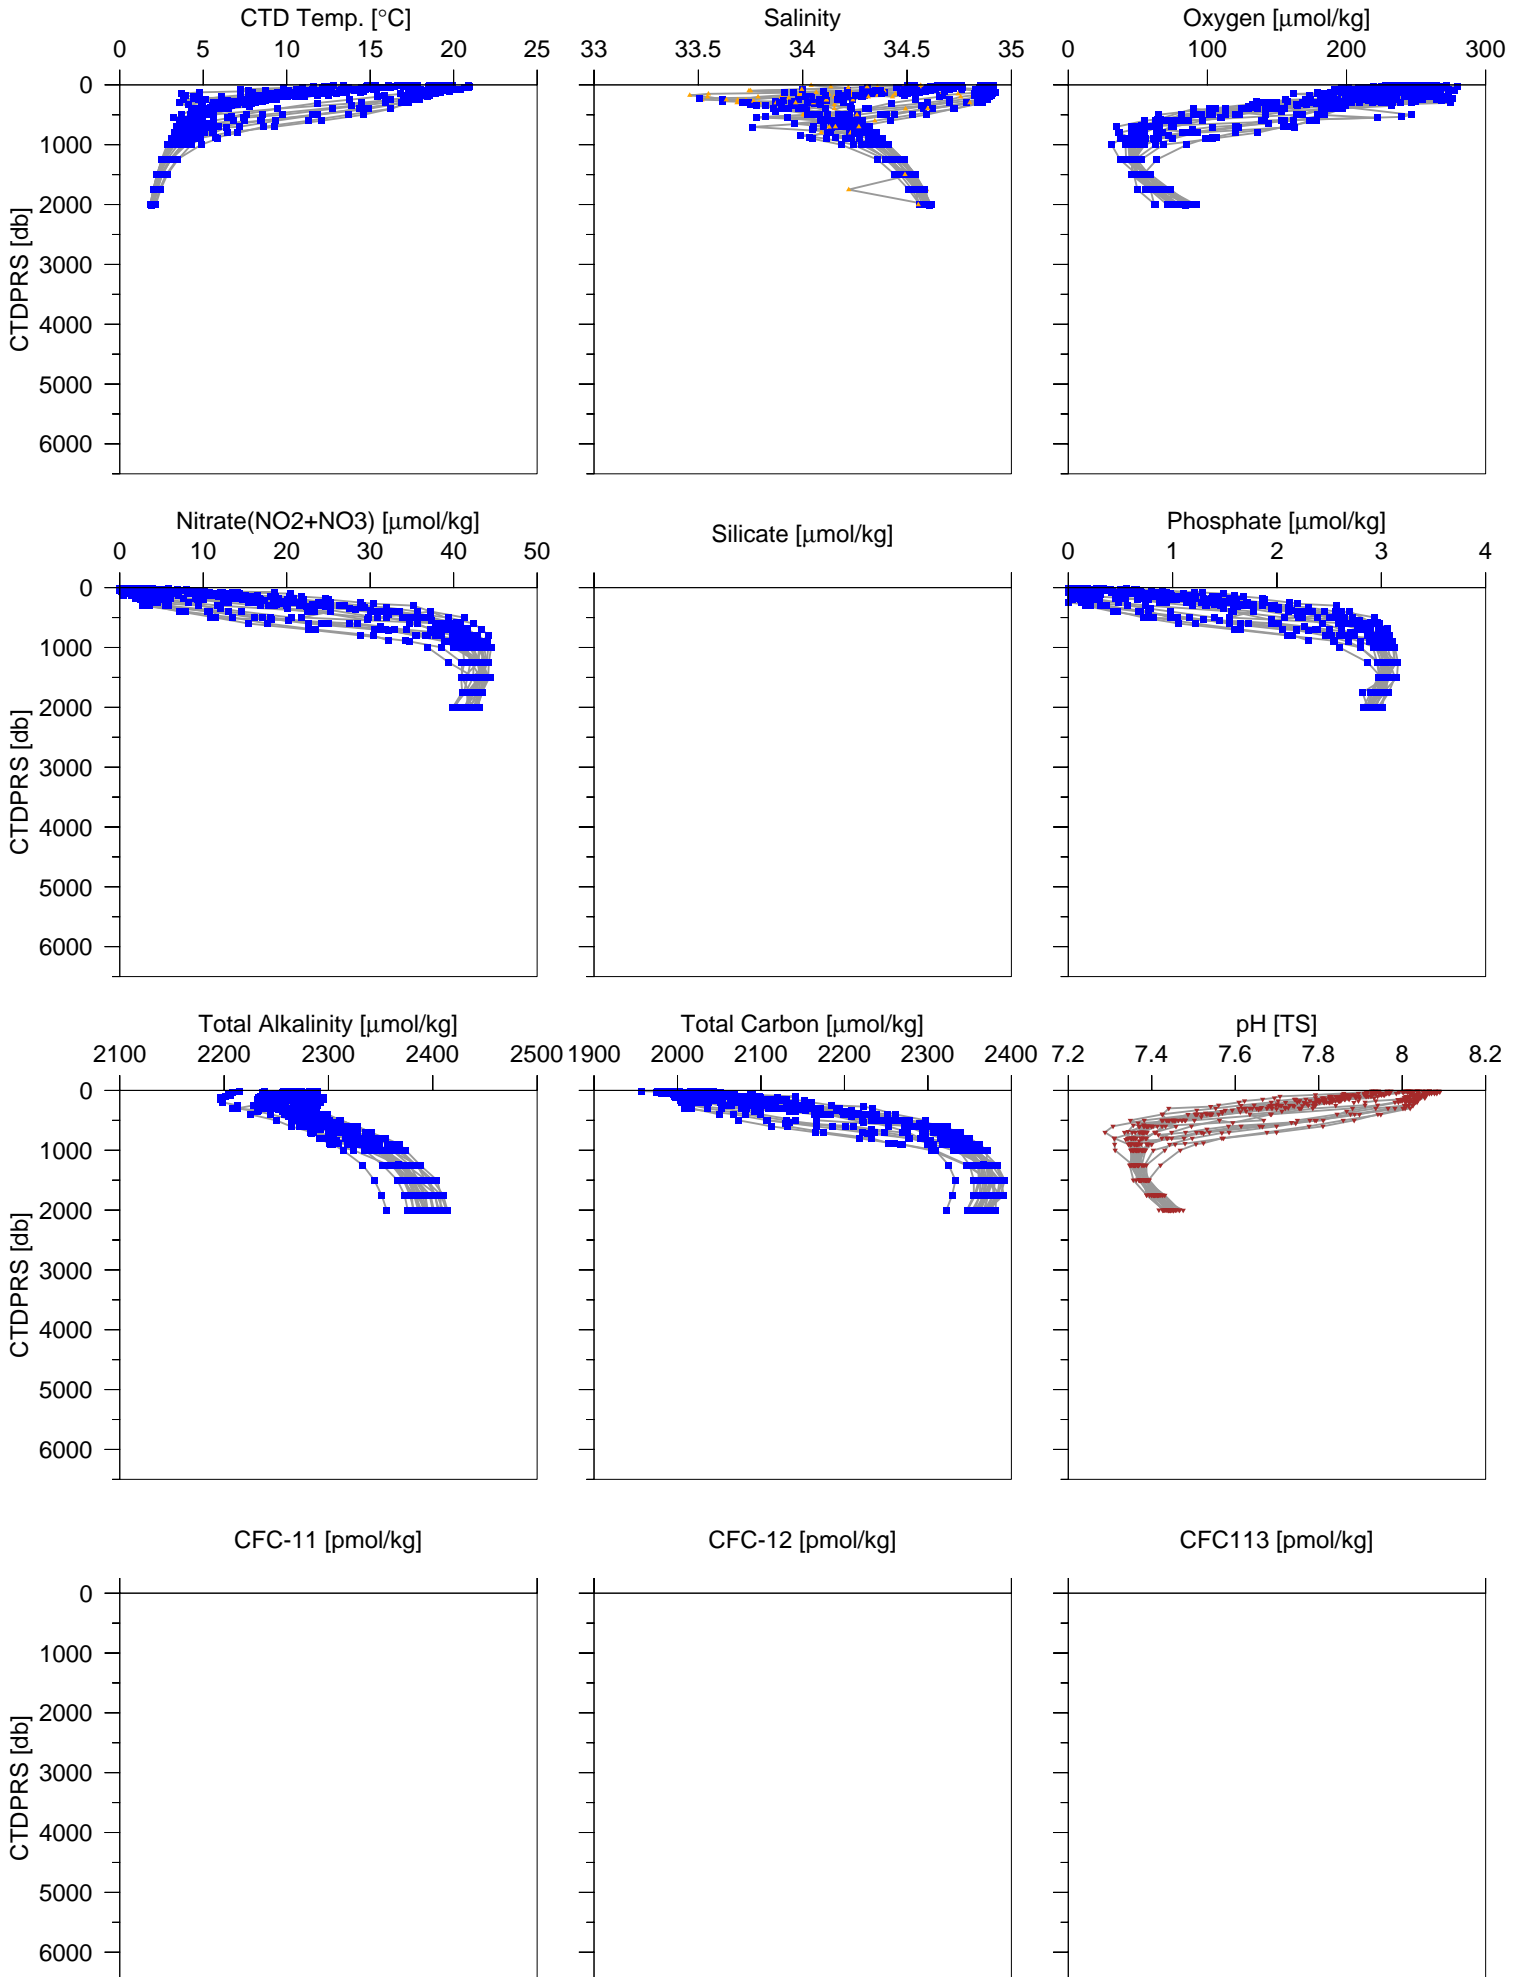 CTD Temp. [°C] Salinity Oxygen [μmol/kg]
0 5 10 15 20 25 33 33.5 34 34.5 35 0 100 200 300
0
1000
2000
3000
4000
5000
6000
CTDPRS [db]
Nitrate(NO2+NO3) [μmol/kg] Silicate [μmol/kg] Phosphate [μmol/kg]
0 10 20 30 40 50 0 1 2 3 4
0
1000
2000
3000
4000
5000
6000
CTDPRS [db]
Total Alkalinity [μmol/kg] Total Carbon [μmol/kg] pH [TS]
2100 2200 2300 2400 2500 1900 2000 2100 2200 2300 2400 7.2 7.4 7.6 7.8 8 8.2
0
1000
2000
3000
4000
5000
6000
CTDPRS [db]
CFC-11 [pmol/kg] CFC-12 [pmol/kg] CFC113 [pmol/kg]
0
1000
2000
3000
4000
5000
6000
CTDPRS [db]